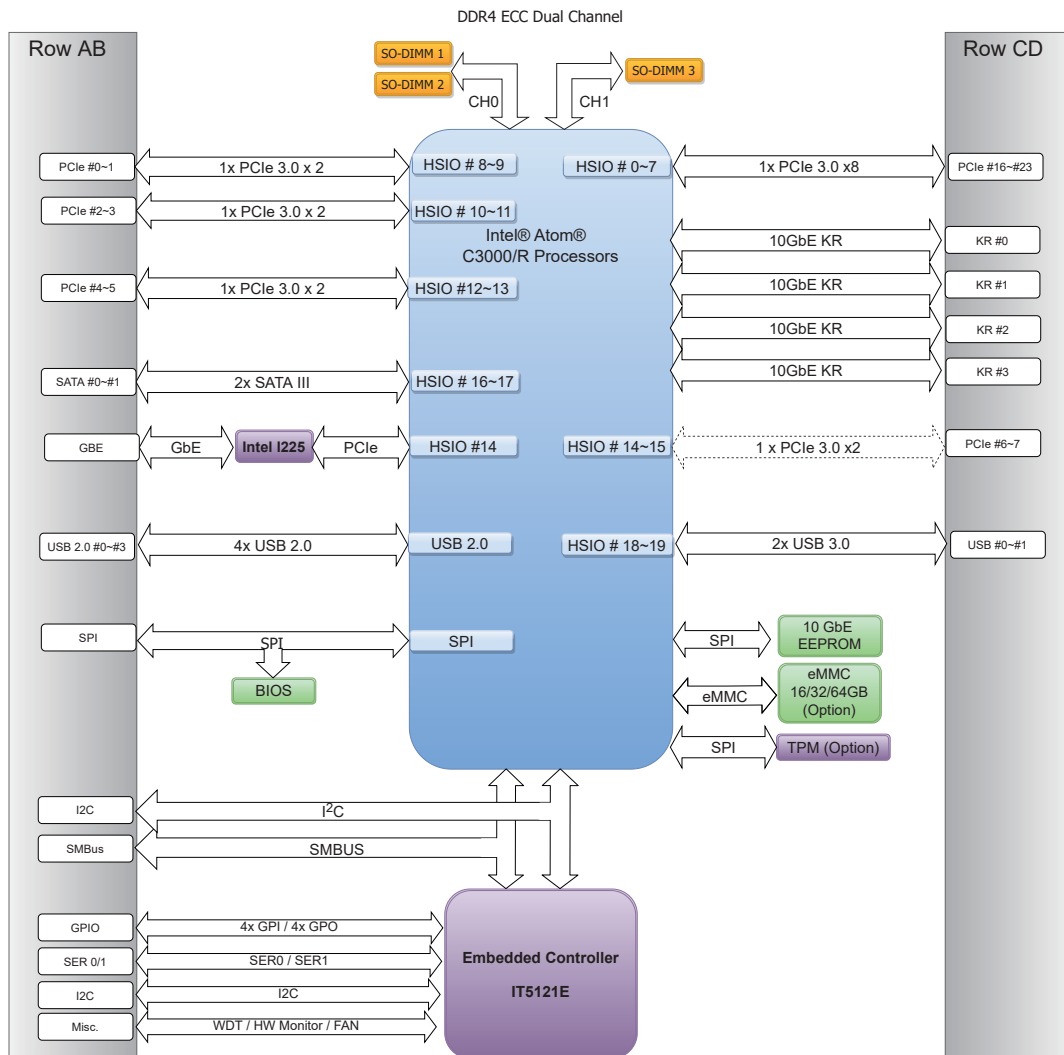 DDR4 ECC Dual Channel
Row AB
Row CD
SO-DIMM 1
SO-DIMM 2
SO-DIMM 3
CH0
CH1
PCIe #0~1
1x PCIe 3.0 x 2
HSIO # 8~9
HSIO # 0~7
1x PCIe 3.0 x8
PCIe #16~#23
PCIe #2~3
1x PCIe 3.0 x 2
HSIO # 10~11
Intel® Atom®
C3000/R Processors
10GbE KR
KR #0
PCIe #4~5
1x PCIe 3.0 x 2
HSIO #12~13
10GbE KR
KR #1
10GbE KR
KR #2
10GbE KR
KR #3
SATA #0~#1
2x SATA III
HSIO # 16~17
GBE
GbE
Intel I225
PCIe
HSIO #14
HSIO # 14~15
1 x PCIe 3.0 x2
PCIe #6~7
USB 2.0 #0~#3
4x USB 2.0
USB 2.0
HSIO # 18~19
2x USB 3.0
USB #0~#1
SPI
SPI
SPI
BIOS
SPI
10 GbE
EEPROM
eMMC
eMMC
16/32/64GB
(Option)
SPI
TPM (Option)
I2C
I²C
SMBus
SMBUS
GPIO
4x GPI / 4x GPO
SER 0/1
SER0 / SER1
I2C
I2C
Misc.
WDT / HW Monitor / FAN
Embedded Controller
IT5121E